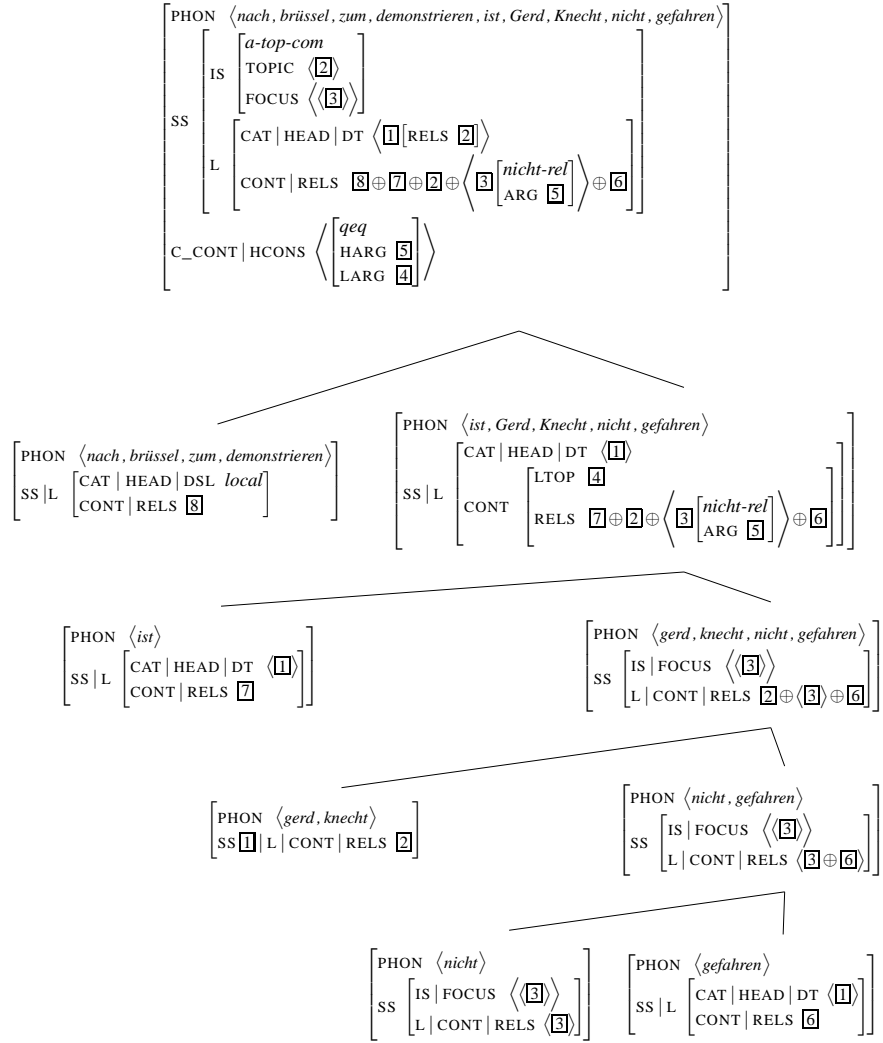 PHON ⟨nach, brüssel, zum, demonstrieren, ist, Gerd, Knecht, nicht, gefahren⟩
SS
IS
a-top-com
TOPIC ⟨[2]⟩
FOCUS ⟨⟨[3]⟩⟩
L
CAT | HEAD | DT ⟨[1][RELS [2]]⟩
CONT | RELS [8] ⊕ [7] ⊕ [2] ⊕ ⟨[3][nicht-rel
ARG [5]]⟩ ⊕ [6]
C_CONT | HCONS ⟨[qeq
HARG [5]
LARG [4]]⟩
PHON ⟨nach, brüssel, zum, demonstrieren⟩
SS | L
CAT | HEAD | DSL local
CONT | RELS [8]
PHON ⟨ist, Gerd, Knecht, nicht, gefahren⟩
SS | L
CAT | HEAD | DT ⟨[1]⟩
CONT
LTOP [4]
RELS [7] ⊕ [2] ⊕ ⟨[3][nicht-rel
ARG [5]]⟩ ⊕ [6]
PHON ⟨ist⟩
SS | L
CAT | HEAD | DT ⟨[1]⟩
CONT | RELS [7]
PHON ⟨gerd, knecht, nicht, gefahren⟩
SS
IS | FOCUS ⟨⟨[3]⟩⟩
L | CONT | RELS [2] ⊕ ⟨[3]⟩ ⊕ [6]
PHON ⟨gerd, knecht⟩
SS [1] | L | CONT | RELS [2]
PHON ⟨nicht, gefahren⟩
SS
IS | FOCUS ⟨⟨[3]⟩⟩
L | CONT | RELS ⟨[3] ⊕ [6]⟩
PHON ⟨nicht⟩
SS
IS | FOCUS ⟨⟨[3]⟩⟩
L | CONT | RELS ⟨[3]⟩
PHON ⟨gefahren⟩
SS | L
CAT | HEAD | DT ⟨[1]⟩
CONT | RELS [6]